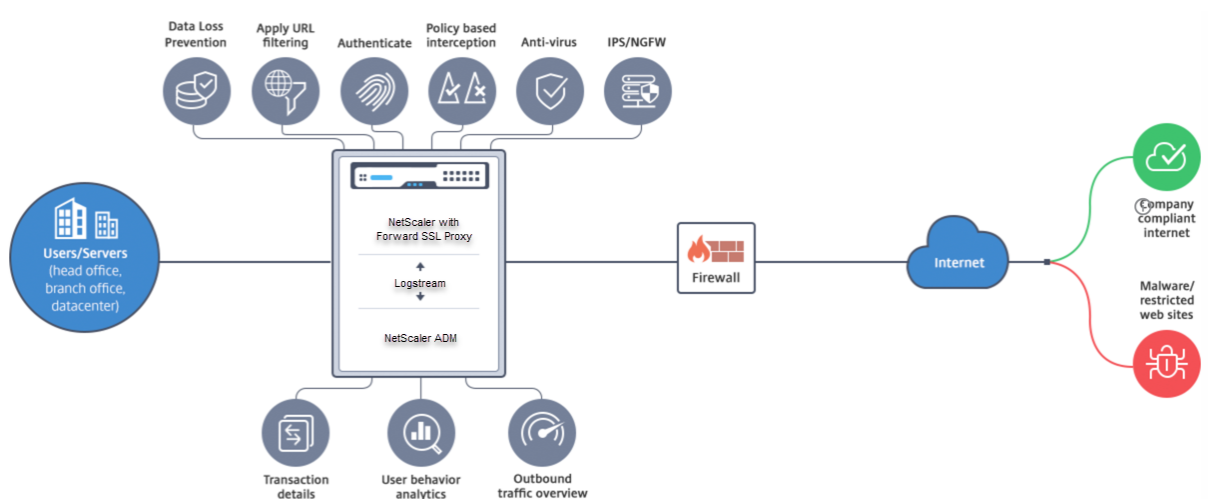 Data Loss
Prevention
Apply URL
filtering
Authenticate
Policy based
interception
Anti-virus
IPS/NGFW
Users/Servers
(head office,
branch office,
datacenter)
NetScaler with
Forward SSL Proxy
Logstream
NetScaler ADM
Firewall
Internet
Company
compliant
internet
Malware/
restricted
web sites
Transaction
details
User behavior
analytics
Outbound
traffic overview